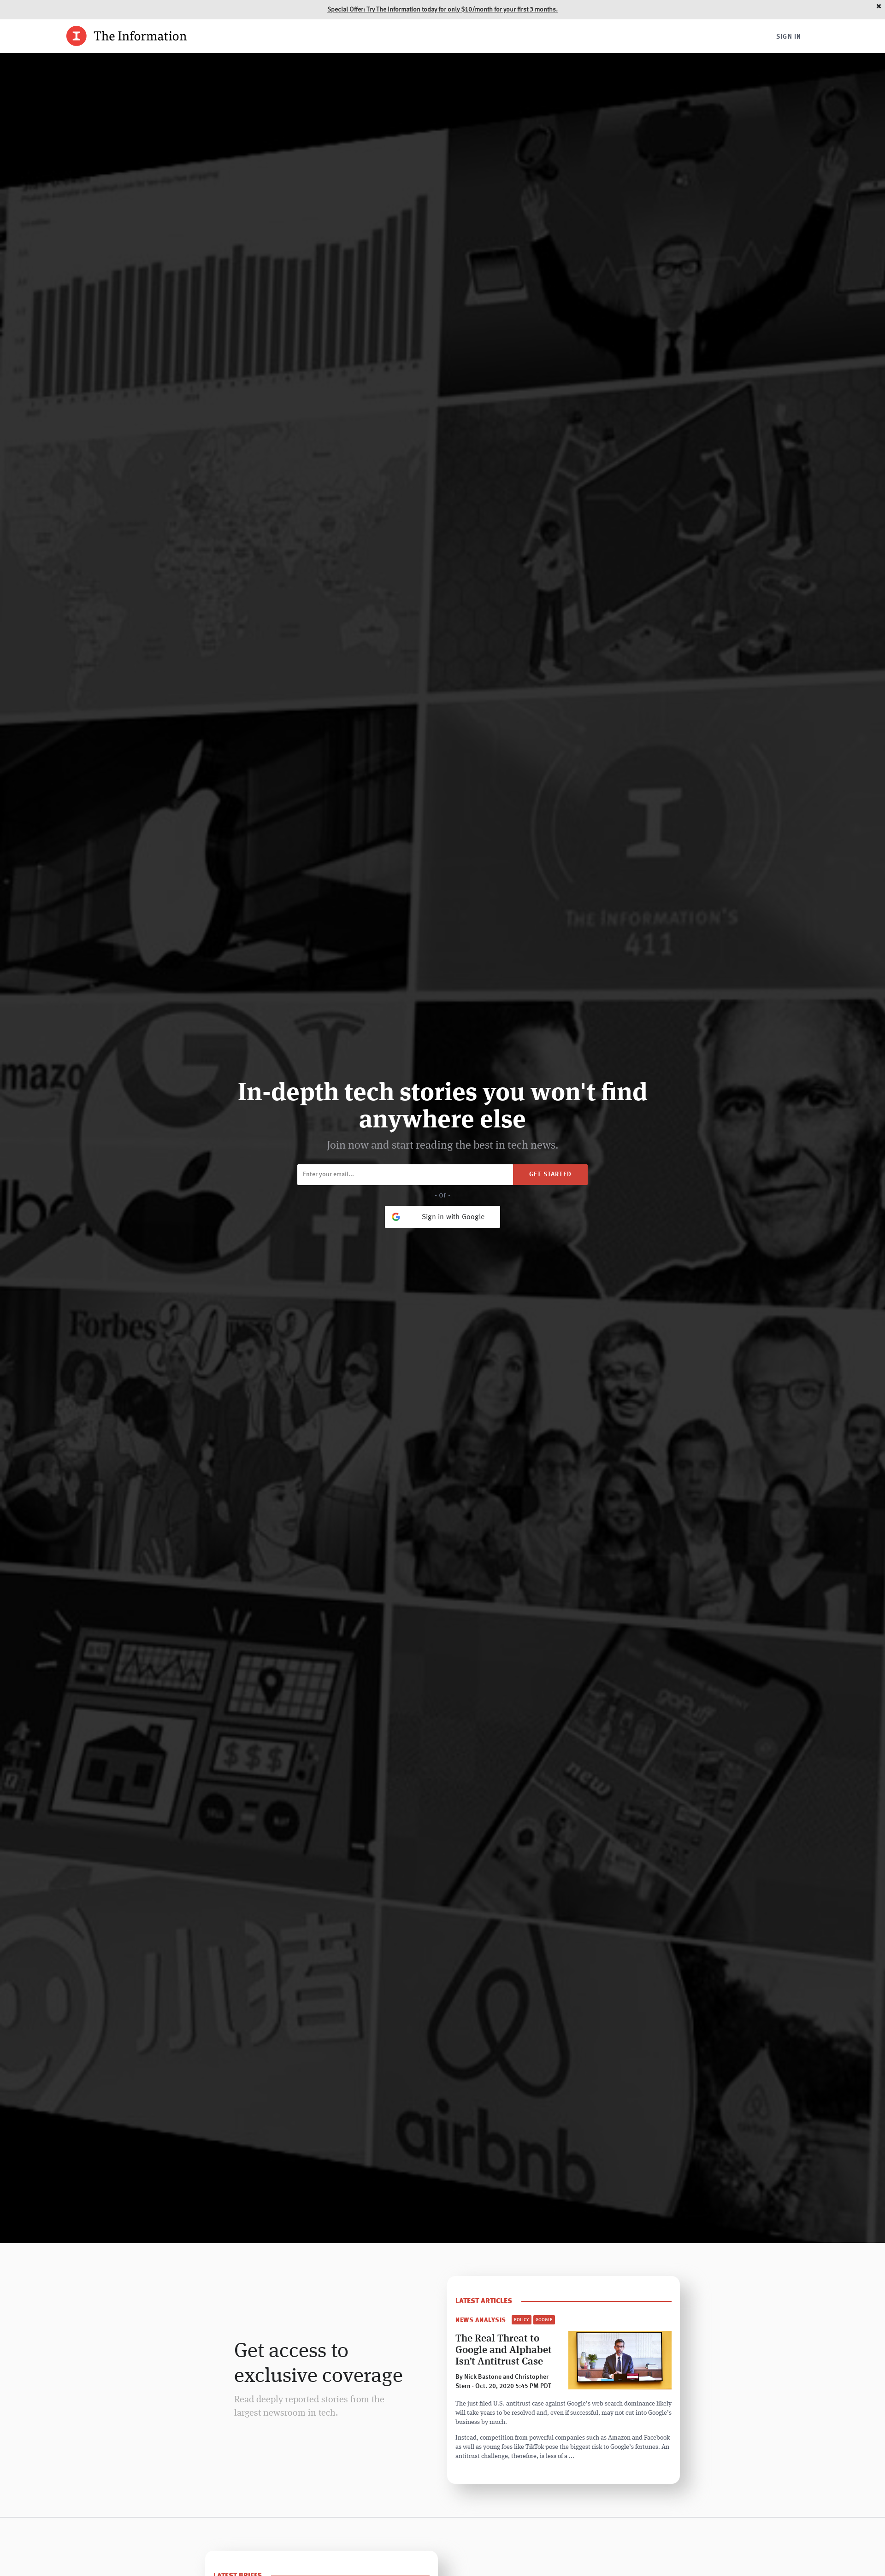 Special Offer: Try The Information today for only $10/month for your first 3 months.
The Information
SIGN IN
THE INFORMATION'S
411
In-depth tech stories you won't find
anywhere else
Join now and start reading the best in tech news.
Enter your email...
GET STARTED
- or -
Sign in with Google
Forbes
30
goPuff
new
小猪
airbnb
LATEST ARTICLES
NEWS ANALYSIS POLICY GOOGLE
The Real Threat to
Google and Alphabet
Isn't Antitrust Case
By Nick Bastone and Christopher
Stern · Oct. 20, 2020 5:45 PM PDT
The just-filed U.S. antitrust case against Google's web search dominance likely
will take years to be resolved and, even if successful, may not cut into Google's
business by much.
Instead, competition from powerful companies such as Amazon and Facebook
as well as young foes like TikTok pose the biggest risk to Google's fortunes. An
antitrust challenge, therefore, is less of a ...
Get access to
exclusive coverage
Read deeply reported stories from the
largest newsroom in tech.
LATEST BRIEFS